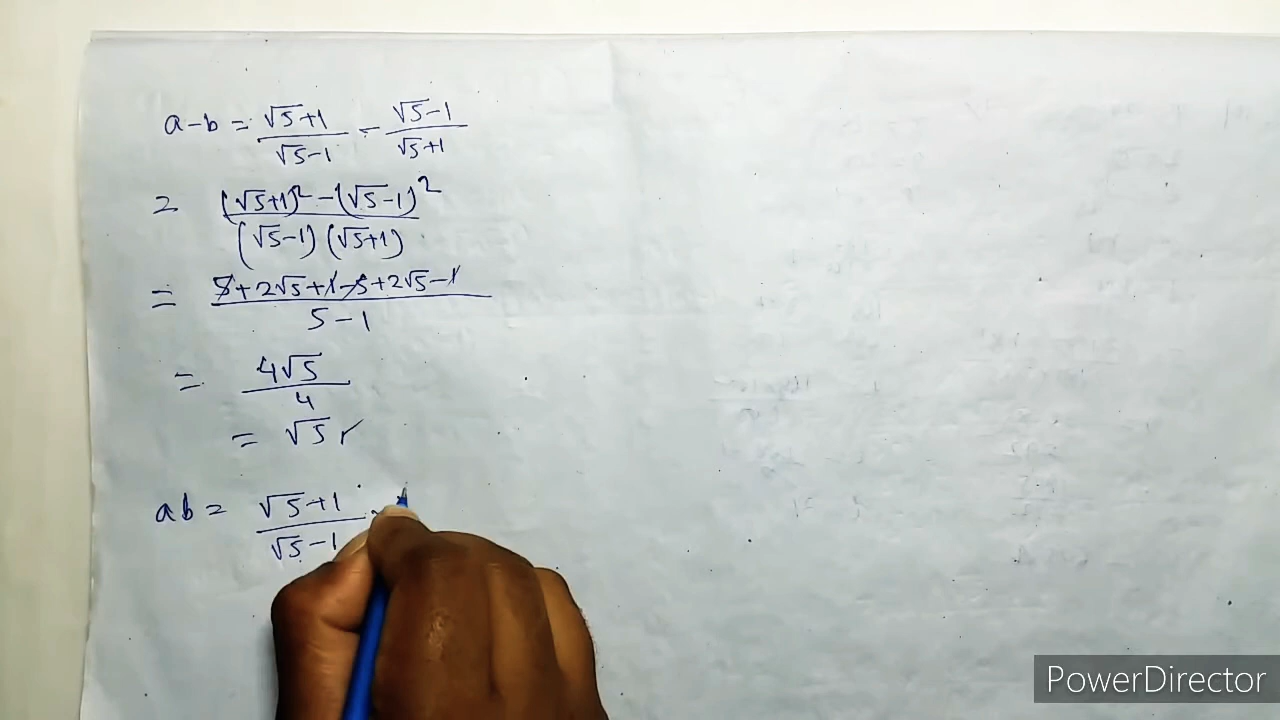 a-b = √5+1/√5-1 - √5-1/√5+1
= (√5+1)² - (√5-1)²/(√5-1)(√5+1)
= 5+2√5+1-5+2√5-1/5-1
= 4√5/4
= √5
ab = √5+1/√5-1
PowerDirector